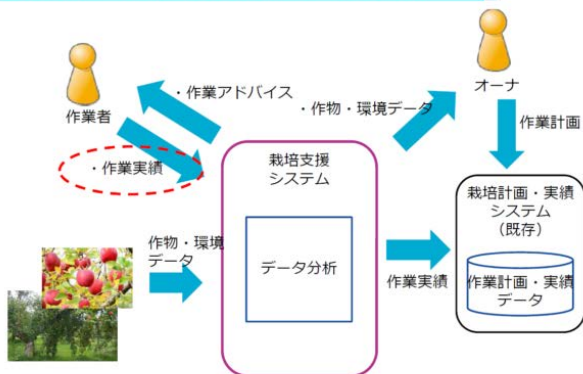 オーナ
作業者
・作業アドバイス
・作物・環境データ
作業計画
・作業実績
栽培支援
システム
栽培計画・実績
システム
（既存）
作物・環境
データ
データ分析
作業実績
作業計画・実績
データ